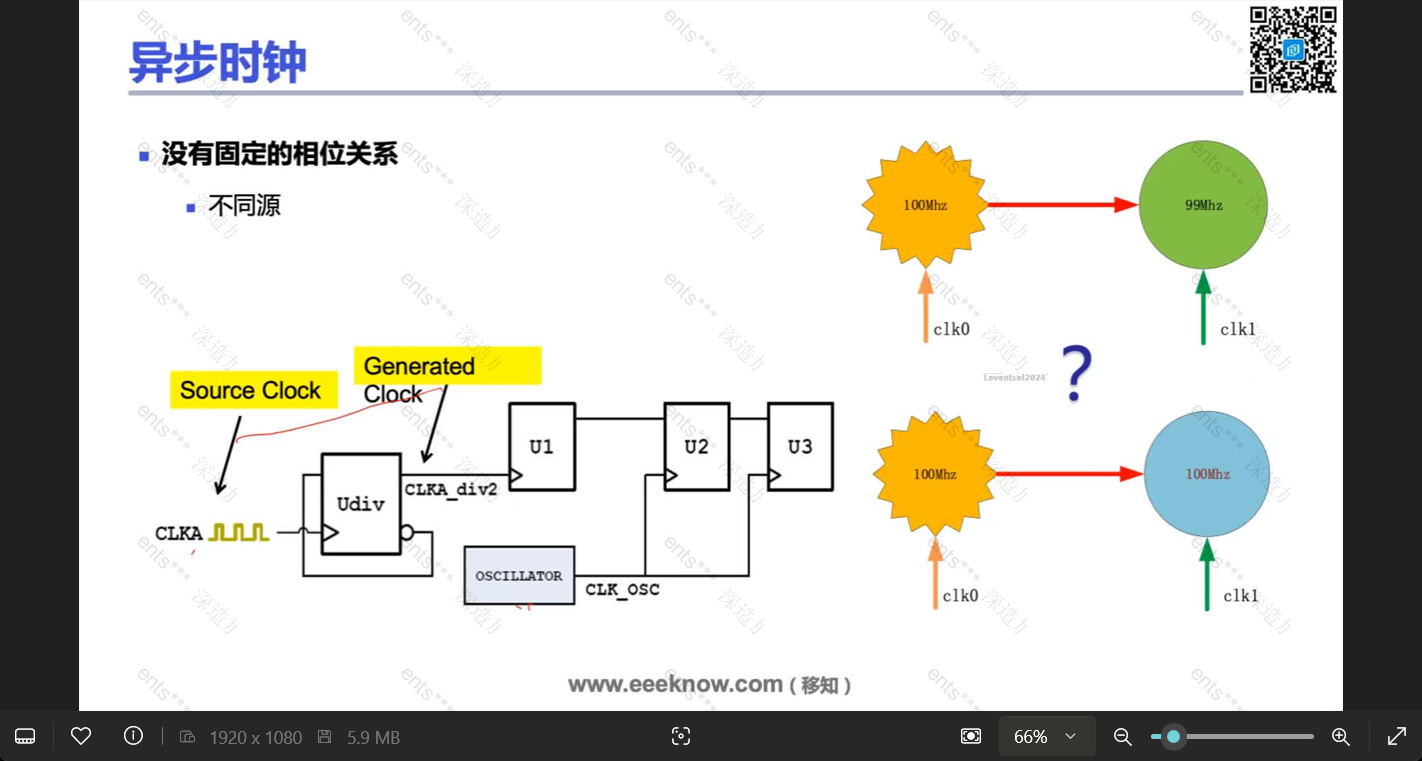 异步时钟
没有固定的相位关系
不同源
100Mhz
99Mhz
clk0
clk1
?
Loventsel2024
Source Clock
Generated
Clock
U1
U2
U3
Udiv
CLKA_div2
CLKA
OSCILLATOR
CLK_OSC
100Mhz
100Mhz
clk0
clk1
www.eeeknow.com ( 移知 )
ents***
深造力
1920 x 1080
5.9 MB
66%